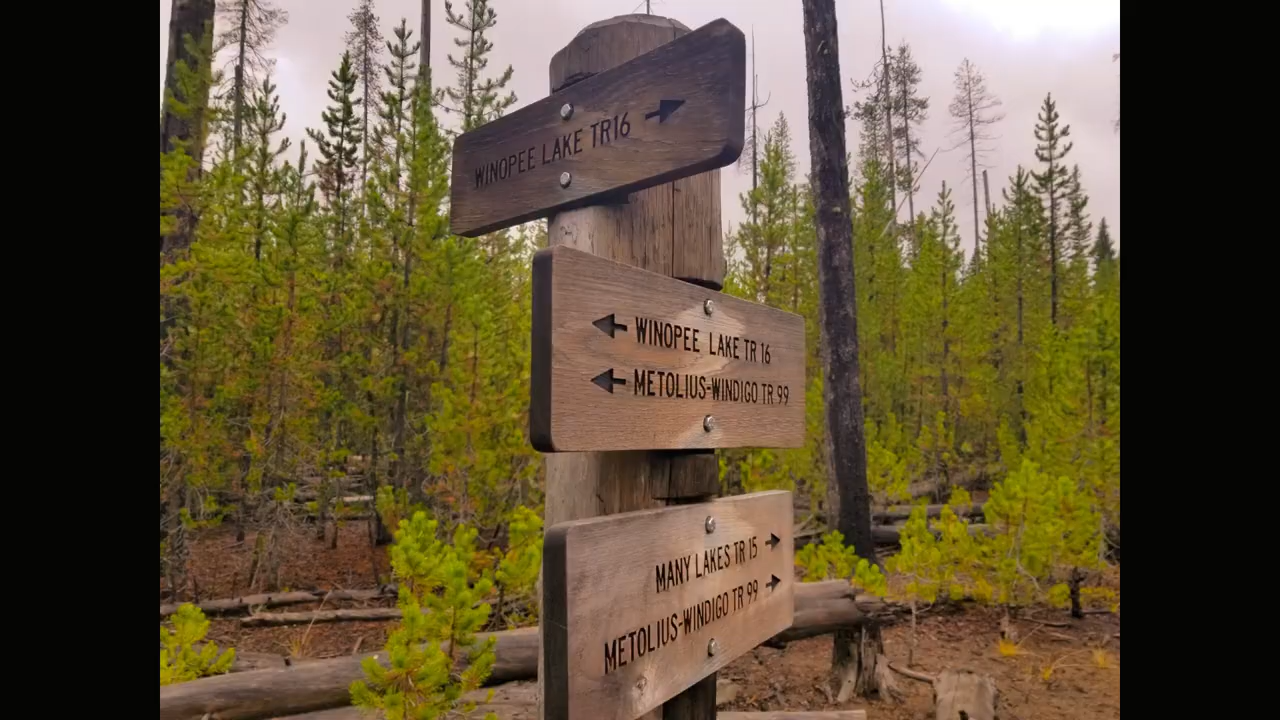 WINOPEE LAKE TR16
WINOPEE LAKE TR 16
METOLIUS-WINDIGO TR 99
MANY LAKES TR 15
METOLIUS-WINDIGO TR 99